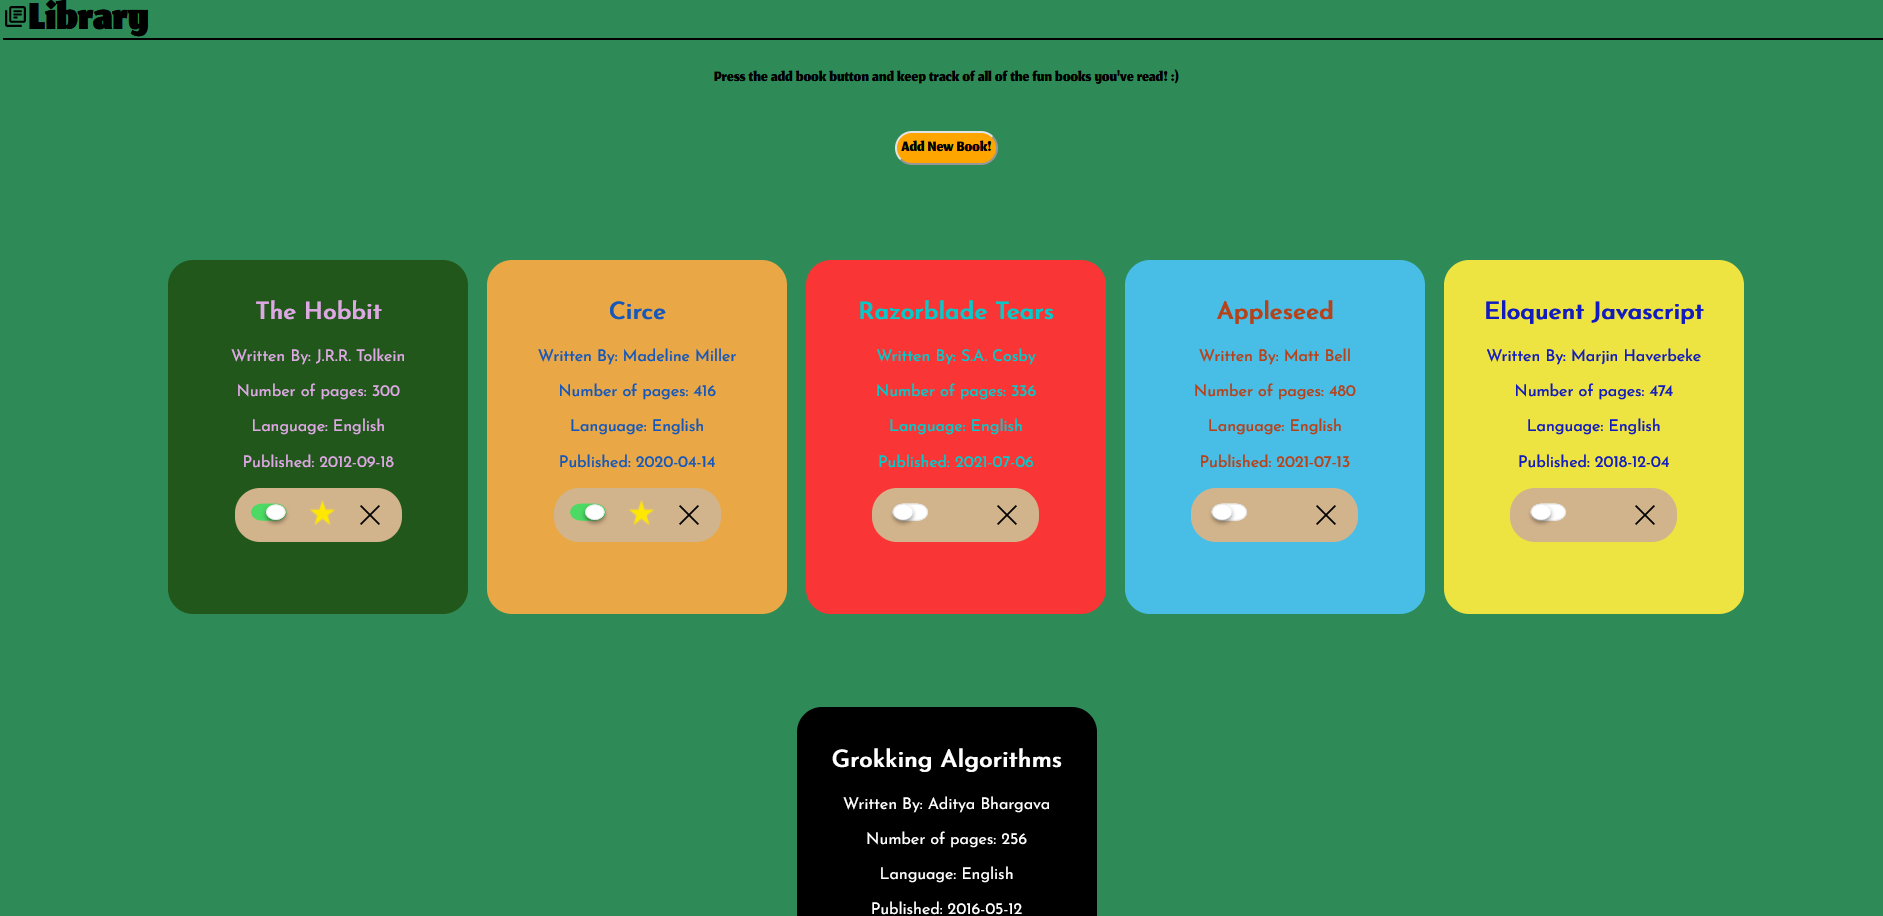 Library
Press the add book button and keep track of all of the fun books you've read! :)
Add New Book!
The Hobbit
Written By: J.R.R. Tolkein
Number of pages: 300
Language: English
Published: 2012-09-18
Circe
Written By: Madeline Miller
Number of pages: 416
Language: English
Published: 2020-04-14
Razorblade Tears
Written By: S.A. Cosby
Number of pages: 336
Language: English
Published: 2021-07-06
Appleseed
Written By: Matt Bell
Number of pages: 480
Language: English
Published: 2021-07-13
Eloquent Javascript
Written By: Marjin Haverbeke
Number of pages: 474
Language: English
Published: 2018-12-04
Grokking Algorithms
Written By: Aditya Bhargava
Number of pages: 256
Language: English
Published: 2016-05-12